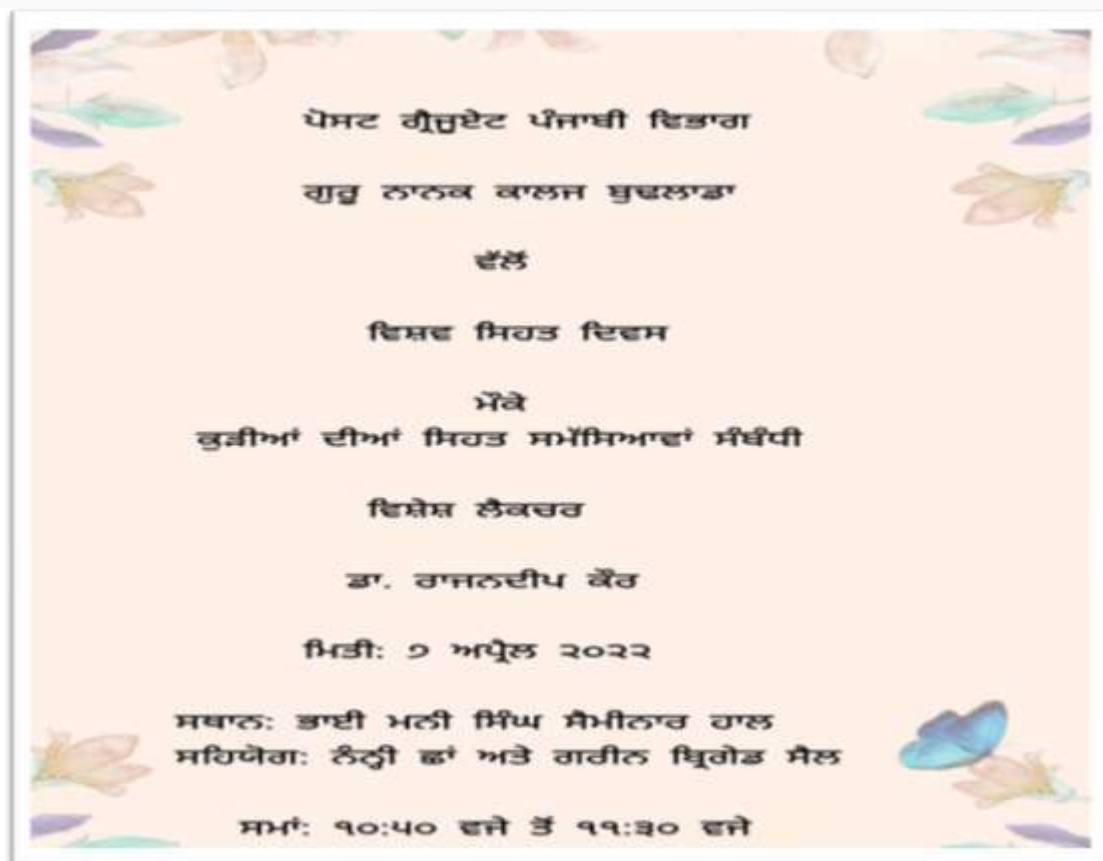 ਪੋਸਟ ਗ੍ਰੈਜੂਏਟ ਪੰਜਾਬੀ ਵਿਭਾਗ
ਗੁਰੂ ਨਾਨਕ ਕਾਲਜ ਬੁਢਲਾਡਾ
ਵੱਲੋਂ
ਵਿਸ਼ਵ ਸਿਹਤ ਦਿਵਸ
ਮੌਕੇ
ਕੁੜੀਆਂ ਦੀਆਂ ਸਿਹਤ ਸਮੱਸਿਆਵਾਂ ਸੰਬੰਧੀ
ਵਿਸ਼ੇਸ਼ ਲੈਕਚਰ
ਡਾ. ਰਾਜਨਦੀਪ ਕੌਰ
ਮਿਤੀ: ੭ ਅਪ੍ਰੈਲ ੨੦੨੨
ਸਥਾਨ: ਭਾਈ ਮਨੀ ਸਿੰਘ ਸੈਮੀਨਾਰ ਹਾਲ
ਸਹਿਯੋਗ: ਨੰਨ੍ਹੀ ਛਾਂ ਅਤੇ ਗਰੀਨ ਬ੍ਰਿਗੇਡ ਸੈਲ
ਸਮਾਂ: ੧੦:੫੦ ਵਜੇ ਤੋਂ ੧੧:੩੦ ਵਜੇ